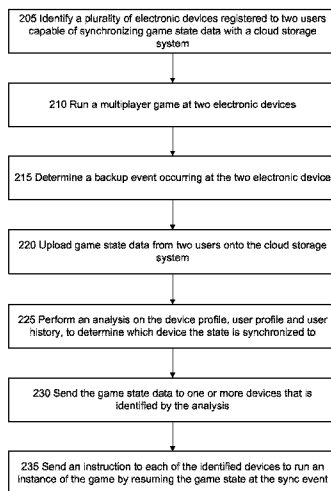 205 Identify a plurality of electronic devices registered to two users
capable of synchronizing game state data with a cloud storage
system
210 Run a multiplayer game at two electronic devices
215 Determine a backup event occurring at the two electronic device
220 Upload game state data from two users onto the cloud storage
system
225 Perform an analysis on the device profile, user profile and user
history, to determine which device the state is synchronized to
230 Send the game state data to one or more devices that is
identified by the analysis
235 Send an instruction to each of the identified devices to run an
instance of the game by resuming the game state at the sync event